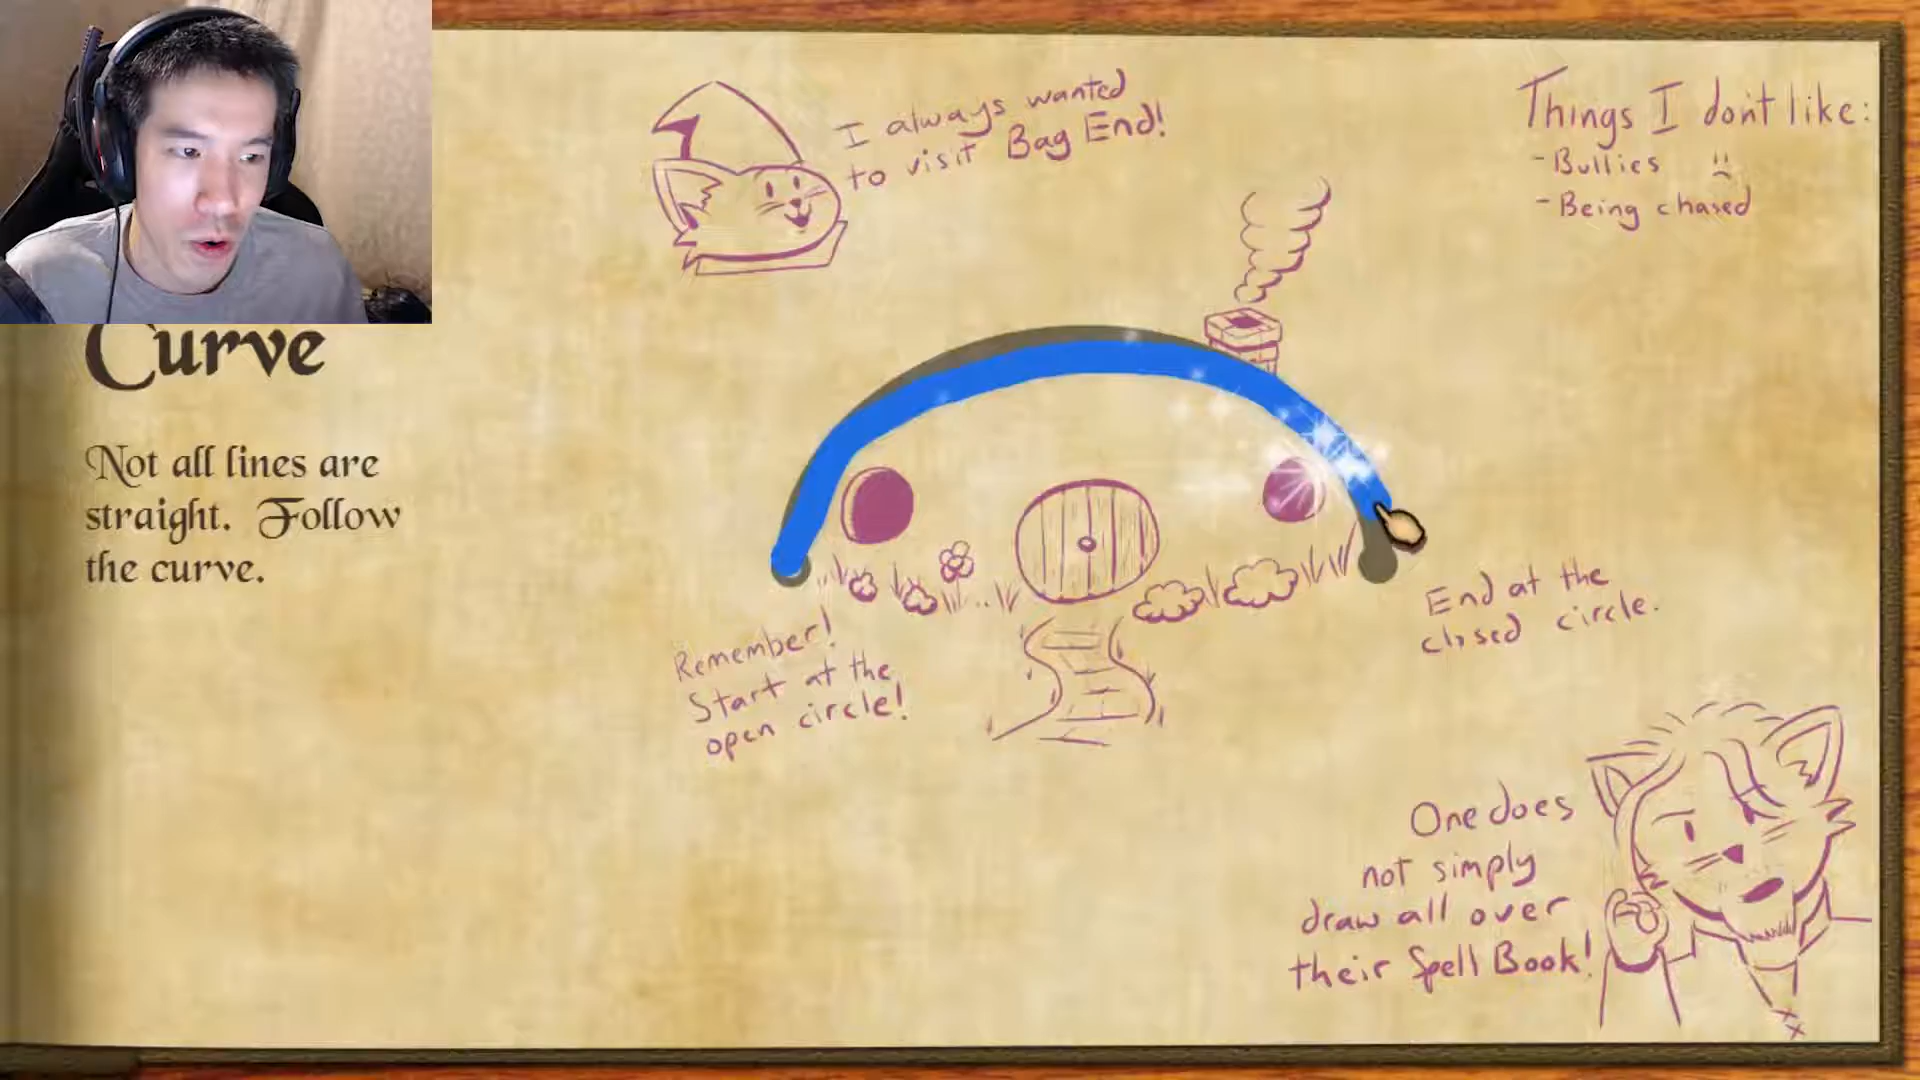 I always wanted
to visit Bag End!
Things I don't like:
- Bullies
- Being chased
Curve
Not all lines are
straight. Follow
the curve.
Remember!
Start at the
open circle!
End at the
closed circle.
One does
not simply
draw all over
their Spell Book!